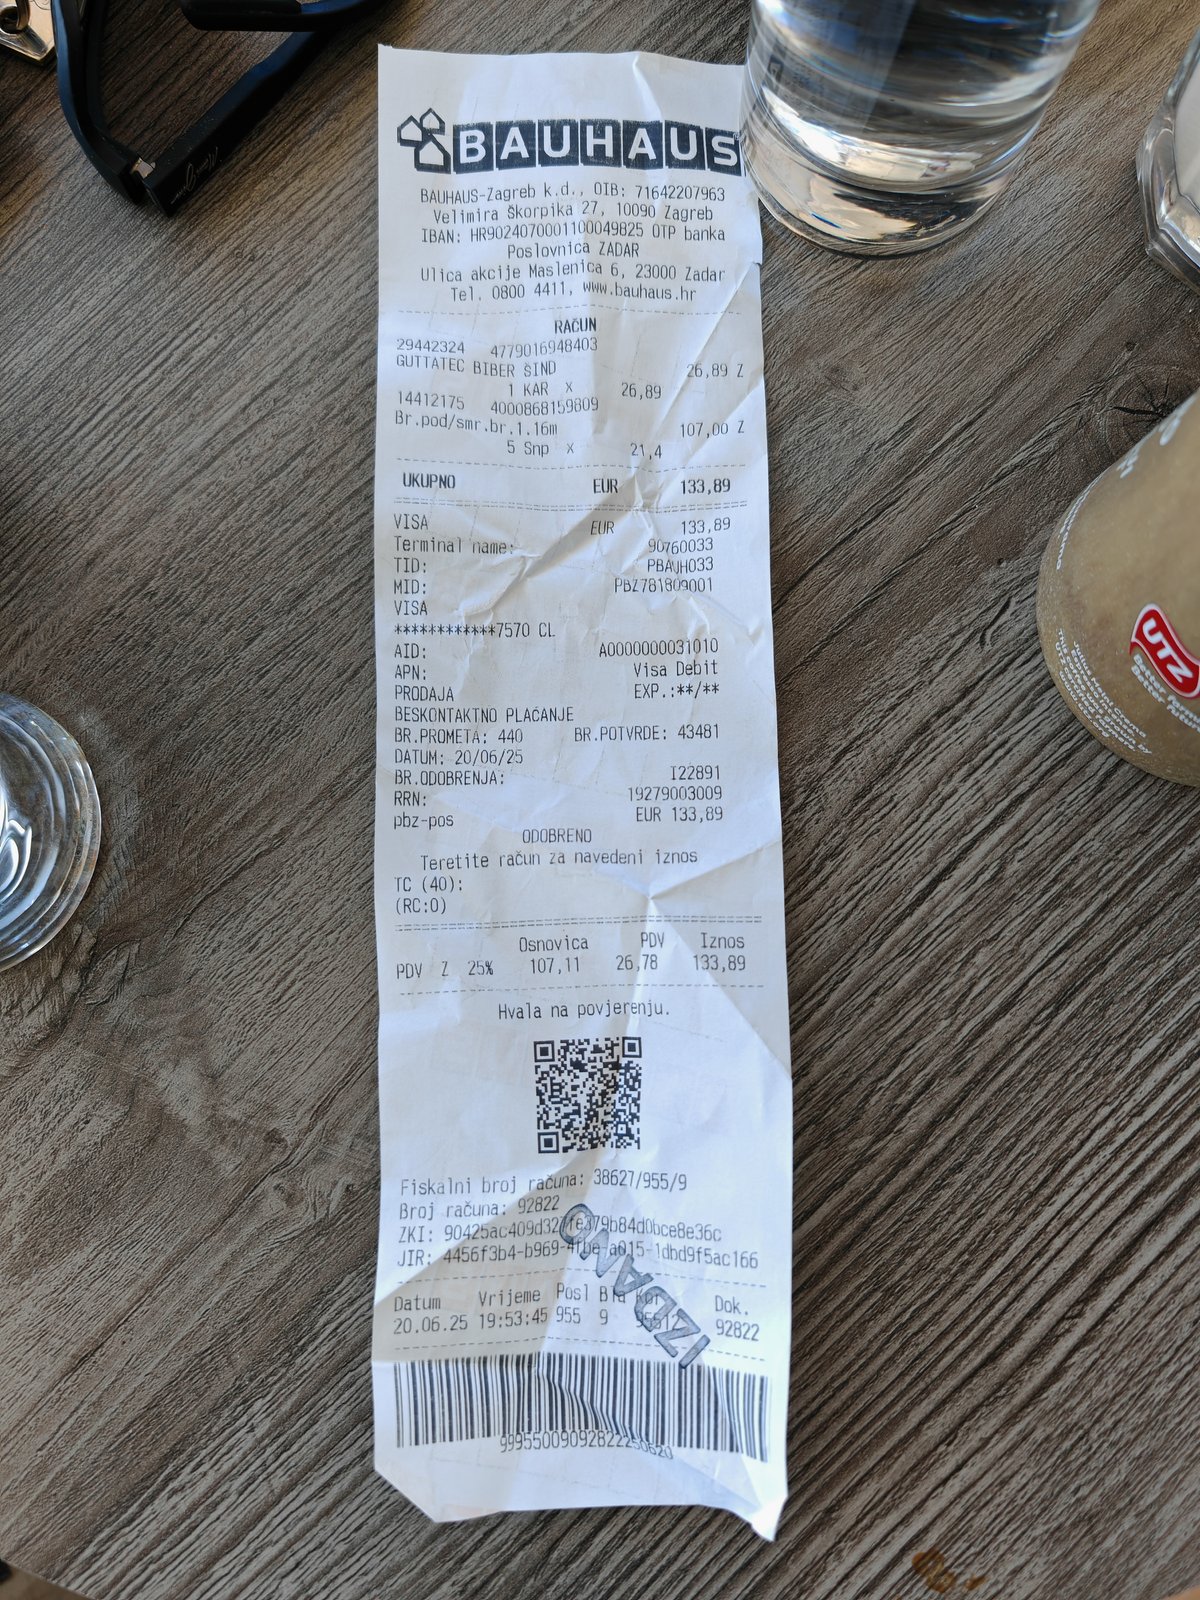 BAUHAUS
BAUHAUS-Zagreb k.d., OIB: 71642207963
Velimira Škorpika 27, 10090 Zagreb
IBAN: HR9024070001100049825 OTP banka
Poslovnica ZADAR
Ulica akcije Maslenica 6, 23000 Zadar
Tel. 0800 4411, www.bauhaus.hr
RAČUN
29442324 4779016948403
GUTTATEC BIBER ŠIND 26,89 Z
1 KAR x 26,89
14412175 4000868159809
Br.pod/smr.br.1.16m 107,00 Z
5 Snp x 21,4
UKUPNO EUR 133,89
VISA EUR 133,89
Terminal name: 90760033
TID: PBAUH033
MID: PBZ781809001
VISA
************7570 CL
AID: A0000000031010
APN: Visa Debit
PRODAJA EXP.:**/**
BESKONTAKTNO PLAĆANJE
BR.PROMETA: 440 BR.POTVRDE: 43481
DATUM: 20/06/25
BR.ODOBRENJA: I22891
RRN: 19279003009
pbz-pos EUR 133,89
ODOBRENO
Teretite račun za navedeni iznos
TC (40):
(RC:0)
Osnovica PDV Iznos
PDV Z 25% 107,11 26,78 133,89
Hvala na povjerenju.
Fiskalni broj računa: 38627/955/9
Broj računa: 92822
ZKI:
JIR:
IZDANO
Datum Vrijeme Posl Dok.
20.06.25 19:53:45 955 9 92822
UTZ